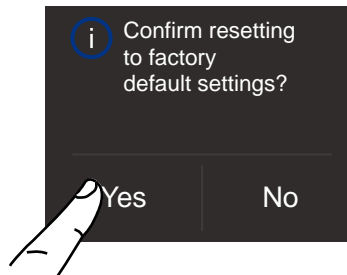 i Confirm resetting
to factory
default settings?
Yes No